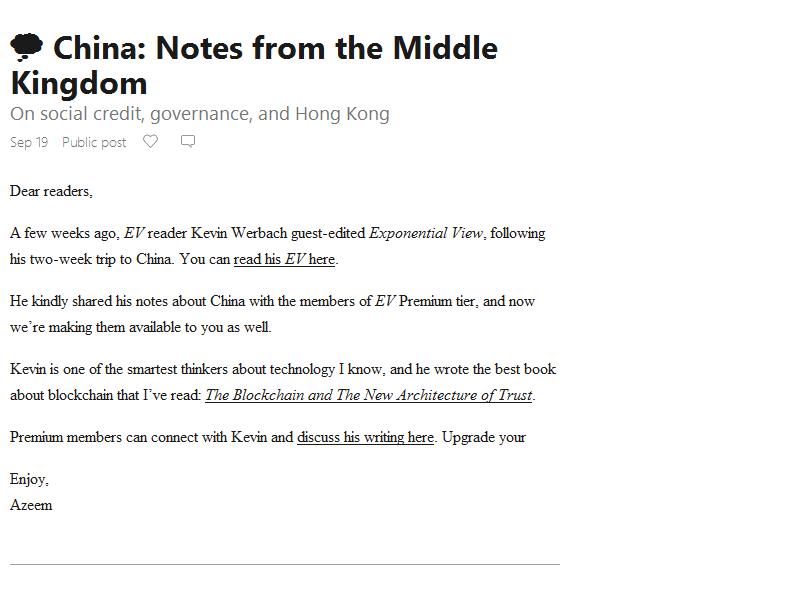 China: Notes from the Middle
Kingdom
On social credit, governance, and Hong Kong
Sep 19 Public post
Dear readers,
A few weeks ago, EV reader Kevin Werbach guest-edited Exponential View, following
his two-week trip to China. You can read his EV here.
He kindly shared his notes about China with the members of EV Premium tier, and now
we’re making them available to you as well.
Kevin is one of the smartest thinkers about technology I know, and he wrote the best book
about blockchain that I’ve read: The Blockchain and The New Architecture of Trust.
Premium members can connect with Kevin and discuss his writing here. Upgrade your
Enjoy,
Azeem